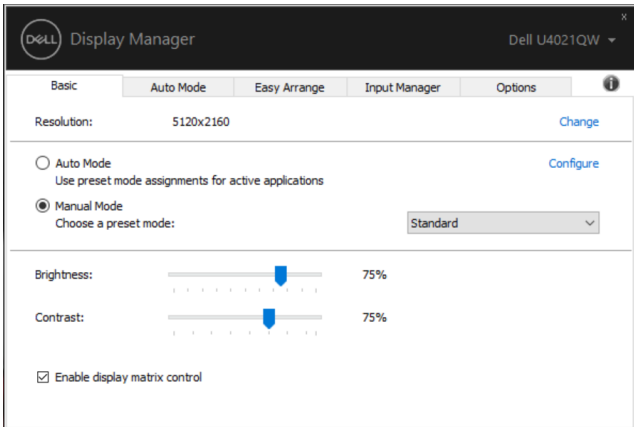 x
DELL Display Manager Dell U4021QW
Basic Auto Mode Easy Arrange Input Manager Options i
Resolution: 5120x2160 Change
Auto Mode Configure
Use preset mode assignments for active applications
Manual Mode
Choose a preset mode: Standard
Brightness: 75%
Contrast: 75%
Enable display matrix control